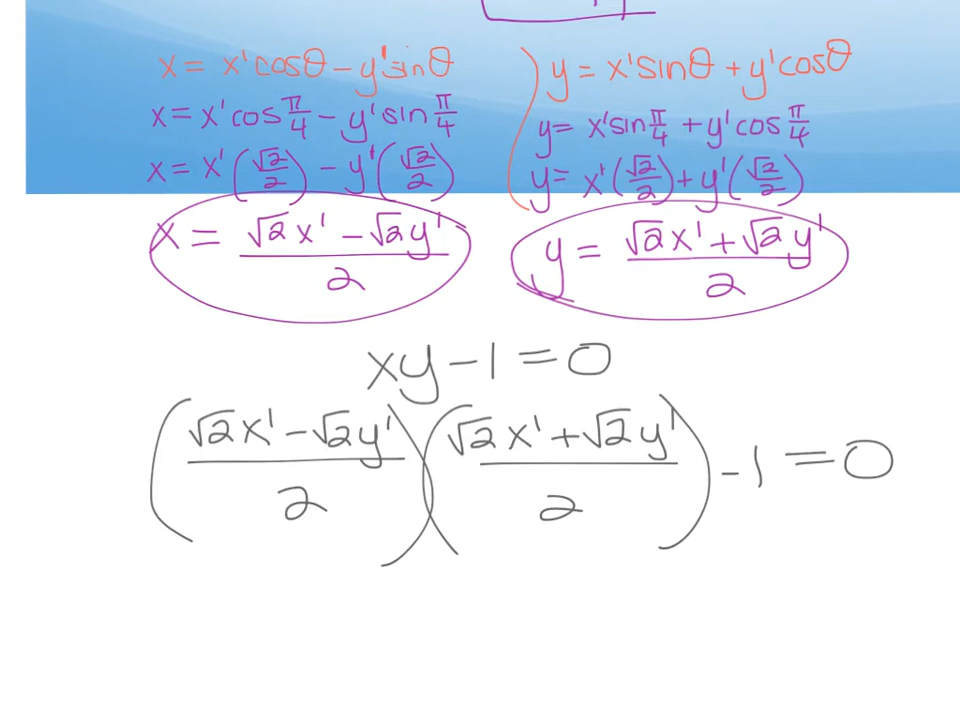 x = x'cosθ - y'sinθ
x = x'cos π/4 - y'sin π/4
x = x'(√2/2) - y'(√2/2)
x = (√2x' - √2y')/2
y = x'sinθ + y'cosθ
y = x'sin π/4 + y'cos π/4
y = x'(√2/2) + y'(√2/2)
y = (√2x' + √2y')/2
xy - 1 = 0
((√2x' - √2y')/2)((√2x' + √2y')/2) - 1 = 0